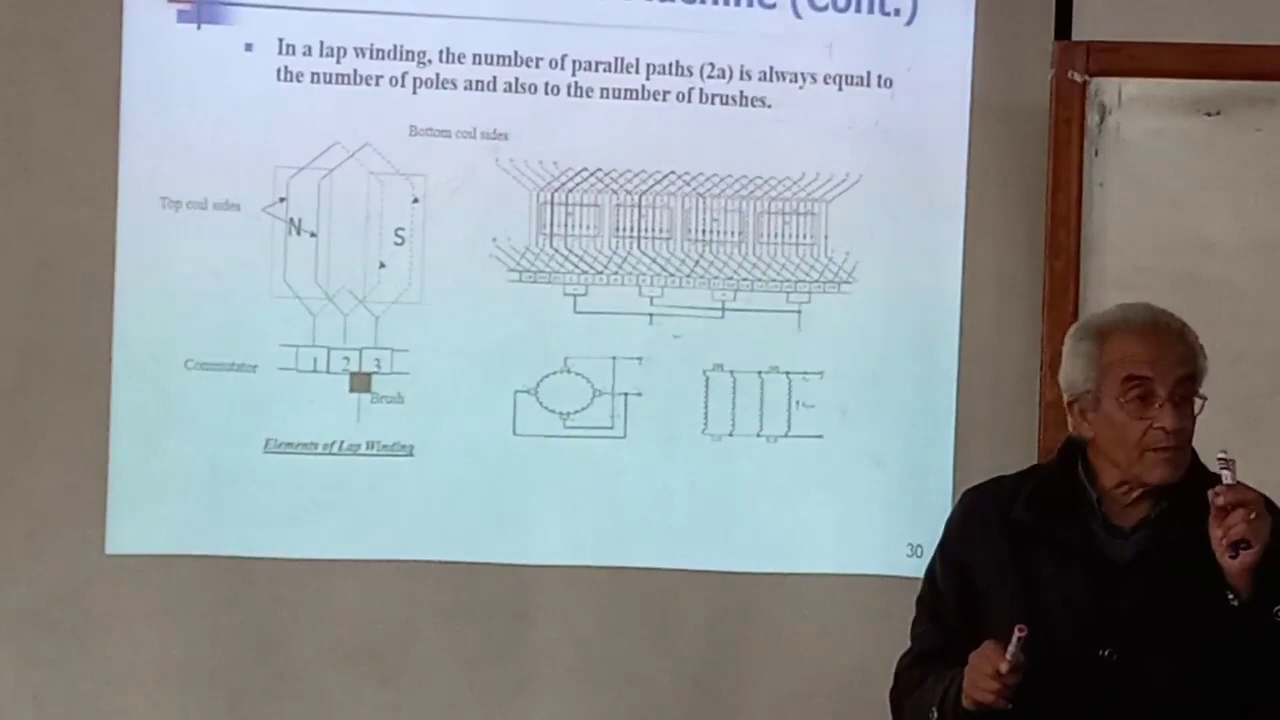 (Cont.)
In a lap winding, the number of parallel paths (2a) is always equal to
the number of poles and also to the number of brushes.
Bottom coil sides
Top coil sides
N
S
Commutator
1 2 3
Brush
Elements of Lap Winding
30